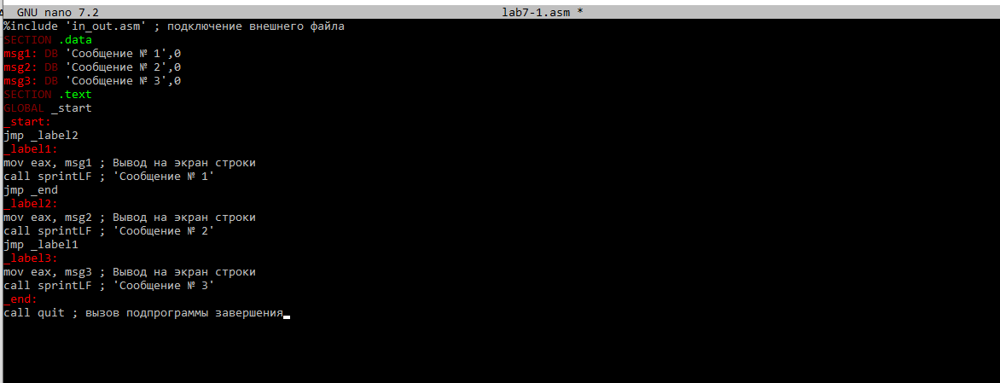 GNU nano 7.2 lab7-1.asm *
%include 'in_out.asm' ; подключение внешнего файла
SECTION .data
msg1: DB 'Сообщение № 1',0
msg2: DB 'Сообщение № 2',0
msg3: DB 'Сообщение № 3',0
SECTION .text
GLOBAL _start
_start:
jmp _label2
_label1:
mov eax, msg1 ; Вывод на экран строки
call sprintLF ; 'Сообщение № 1'
jmp _end
_label2:
mov eax, msg2 ; Вывод на экран строки
call sprintLF ; 'Сообщение № 2'
jmp _label1
_label3:
mov eax, msg3 ; Вывод на экран строки
call sprintLF ; 'Сообщение № 3'
_end:
call quit ; вызов подпрограммы завершения